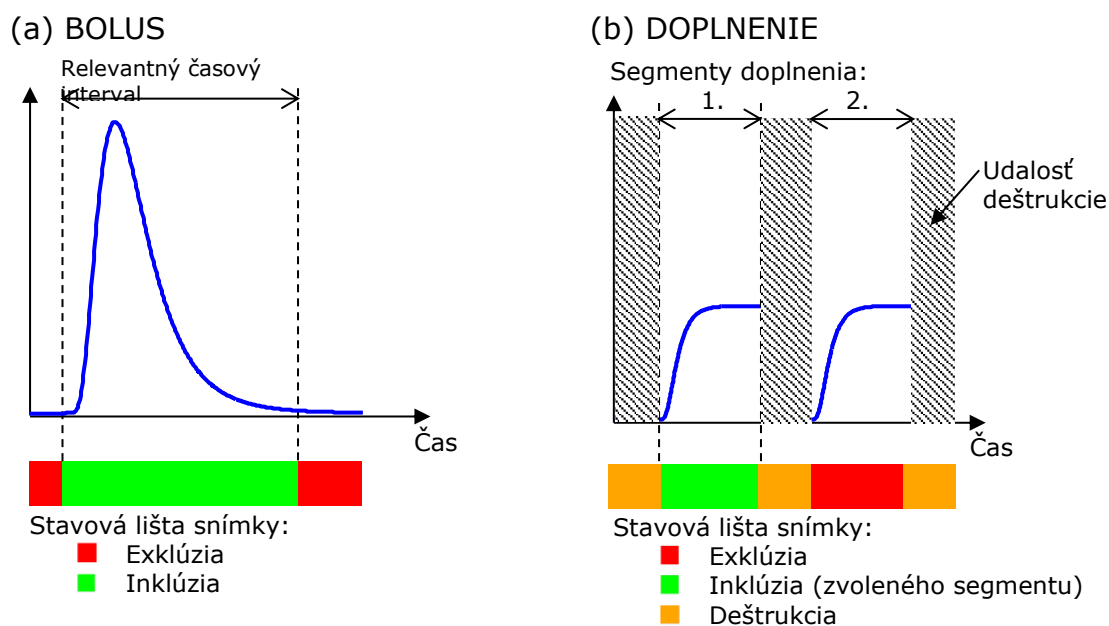 (a) BOLUS
Relevantný časový
interval
Čas
Stavová lišta snímky:
Exklúzia
Inklúzia
(b) DOPLNENIE
Segmenty doplnenia:
1.
2.
Udalosť
deštrukcie
Čas
Stavová lišta snímky:
Exklúzia
Inklúzia (zvoleného segmentu)
Deštrukcia